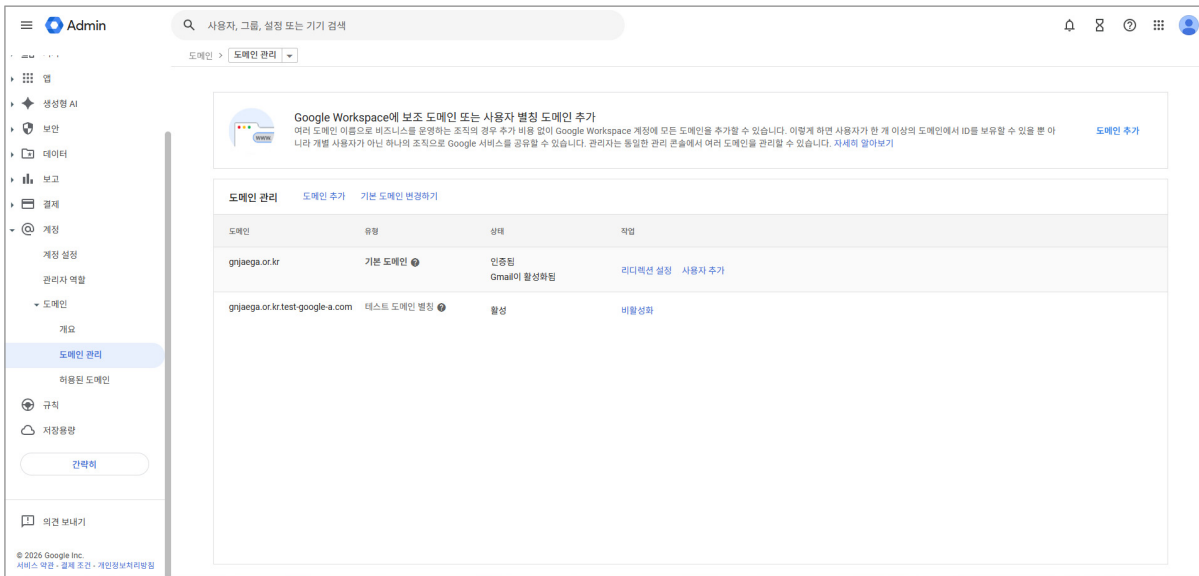 Admin
사용자, 그룹, 설정 또는 기기 검색
도메인 > 도메인 관리
앱
생성형 AI
보안
데이터
보고
결제
계정
계정 설정
관리자 역할
도메인
개요
도메인 관리
허용된 도메인
규칙
저장용량
간략히
의견 보내기
© 2026 Google Inc.
서비스 약관 - 결제 조건 - 개인정보처리방침
www
Google Workspace에 보조 도메인 또는 사용자 별칭 도메인 추가
여러 도메인 이름으로 비즈니스를 운영하는 조직의 경우 추가 비용 없이 Google Workspace 계정에 모든 도메인을 추가할 수 있습니다. 이렇게 하면 사용자가 한 개 이상의 도메인에서 ID를 보유할 수 있을 뿐 아
니라 개별 사용자가 아닌 하나의 조직으로 Google 서비스를 공유할 수 있습니다. 관리자는 동일한 관리 콘솔에서 여러 도메인을 관리할 수 있습니다. 자세히 알아보기
도메인 추가
도메인 관리 도메인 추가 기본 도메인 변경하기
도메인 유형 상태 작업
gnjaega.or.kr 기본 도메인 인증됨 리디렉션 설정 사용자 추가
Gmail이 활성화됨
gnjaega.or.kr.test-google-a.com 테스트 도메인 별칭 활성 비활성화